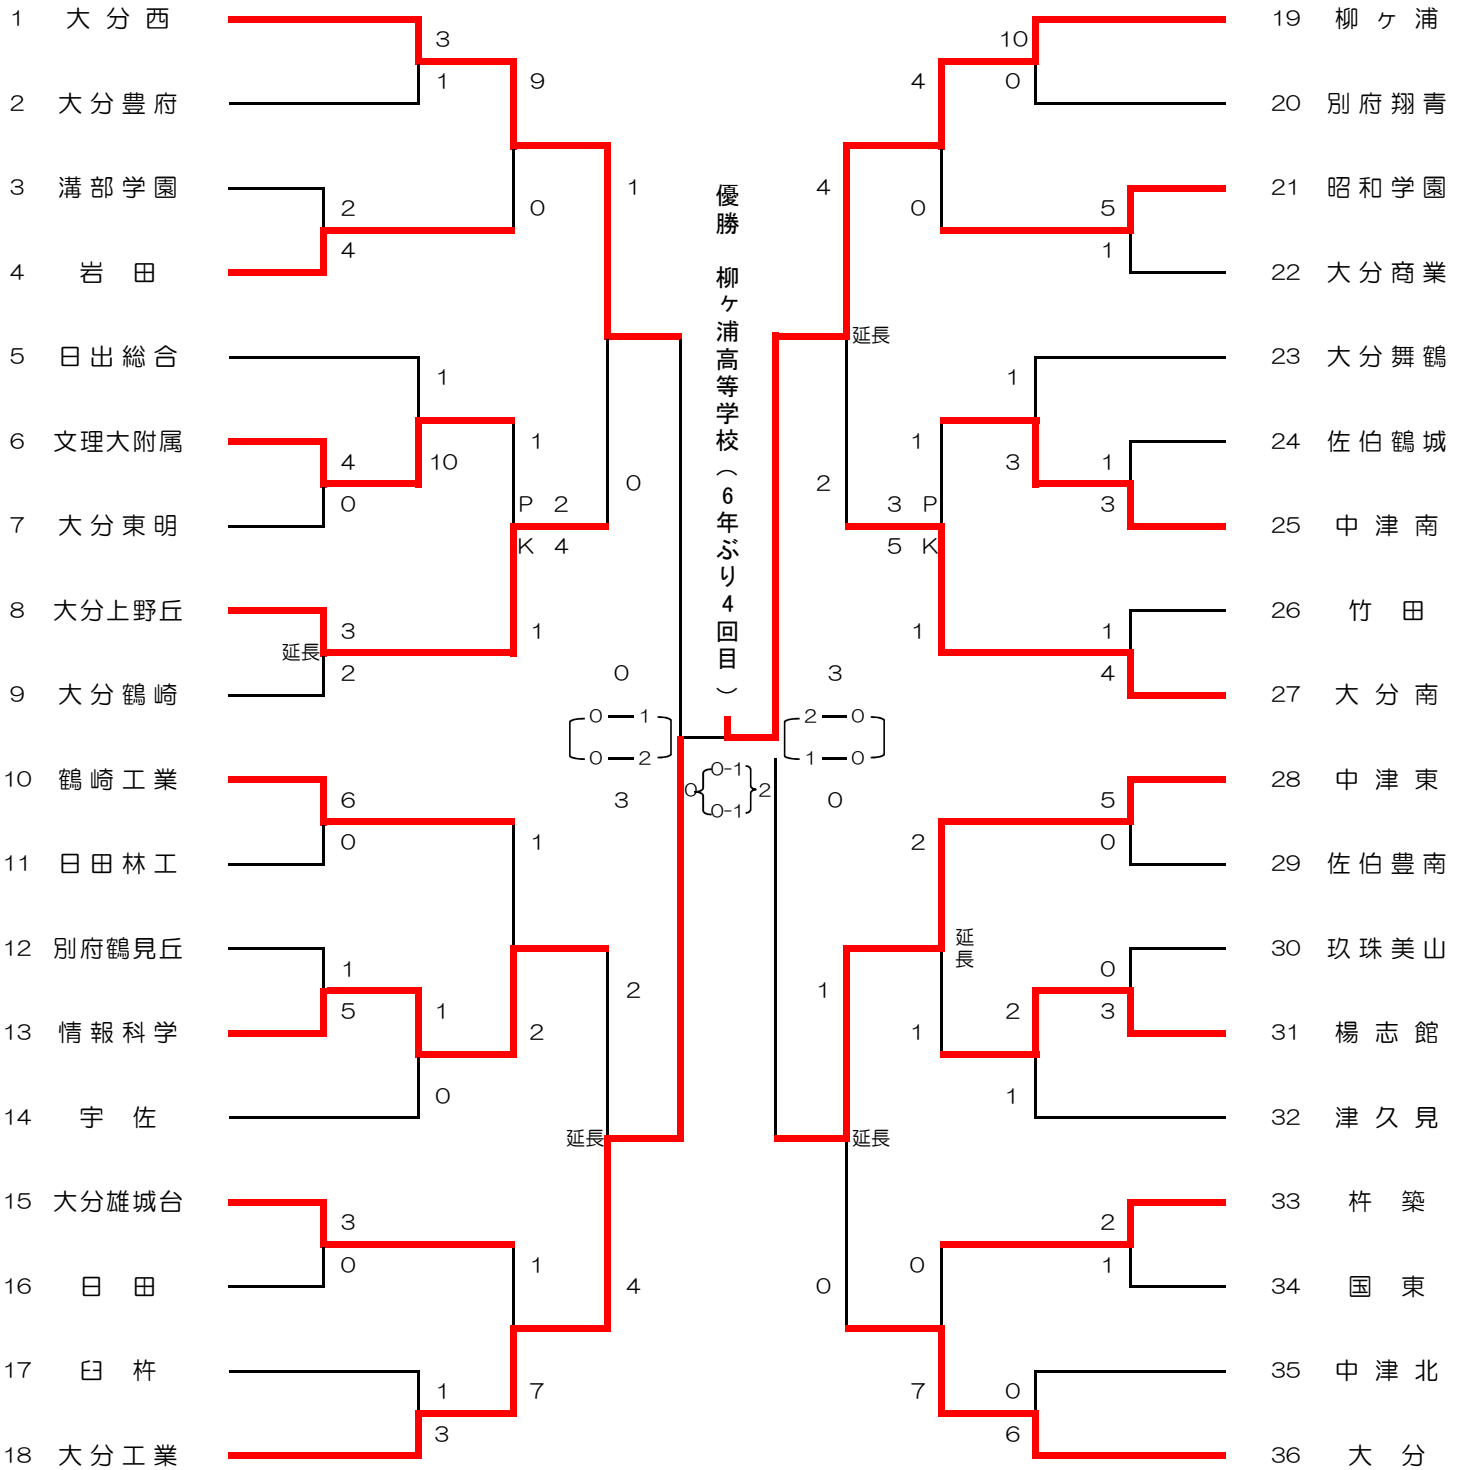 1 大分西
3
1
2 大分豊府
9
3 溝部学園
2
4
4 岩田
0
1
5 日出総合
1
6 文理大附属
4
0
10
7 大分東明
1
P 2
K 4
0
8 大分上野丘
延長
3
2
1
9 大分鶴崎
0
0 1
0 2
3
10 鶴崎工業
6
0
1
11 日田林工
12 別府鶴見丘
1
5
2
13 情報科学
1
2
14 宇佐
0
延長
15 大分雄城台
3
0
1
4
16 日田
17 臼杵
1
3
7
18 大分工業
優勝 柳ヶ浦高等学校(6年ぶり4回目)
0 0-1 2
0-1
19 柳ヶ浦
10
0
4
20 別府翔青
4
21 昭和学園
5
1
0
22 大分商業
延長
23 大分舞鶴
1
24 佐伯鶴城
1
3
1
3
25 中津南
2
3 P
5 K
26 竹田
1
4
1
27 大分南
3
2 0
1 0
0
28 中津東
5
0
2
29 佐伯豊南
延長
30 玖珠美山
0
3
2
1
31 楊志館
1
1
32 津久見
延長
33 杵築
2
1
0
0
34 国東
35 中津北
0
6
7
36 大分